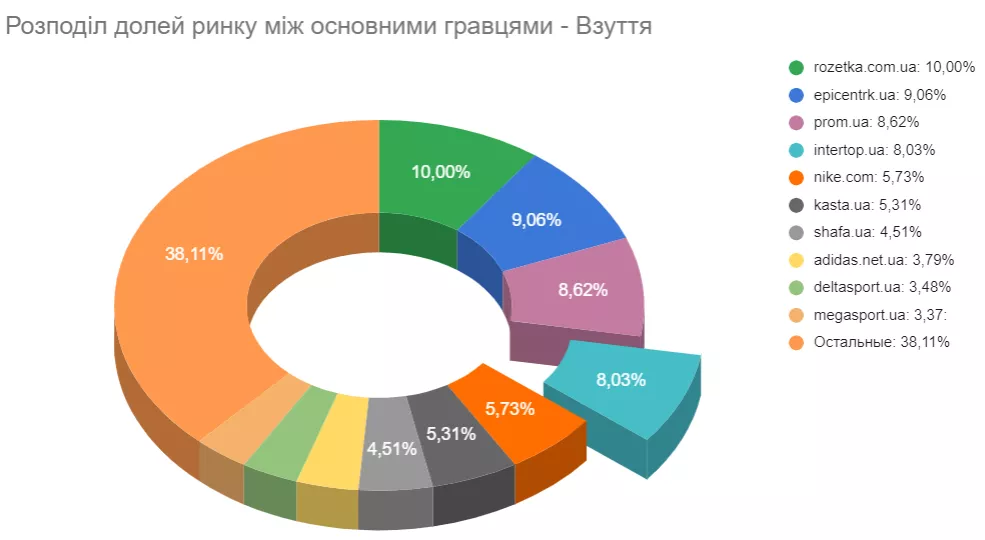 Розподіл долей ринку між основними гравцями - Взуття
rozetka.com.ua: 10,00%
epicentrk.ua: 9,06%
prom.ua: 8,62%
intertop.ua: 8,03%
nike.com: 5,73%
kasta.ua: 5,31%
shafa.ua: 4,51%
adidas.net.ua: 3,79%
deltasport.ua: 3,48%
megasport.ua: 3,37:
Остальные: 38,11%
10,00%
9,06%
8,62%
8,03%
5,73%
5,31%
4,51%
38,11%